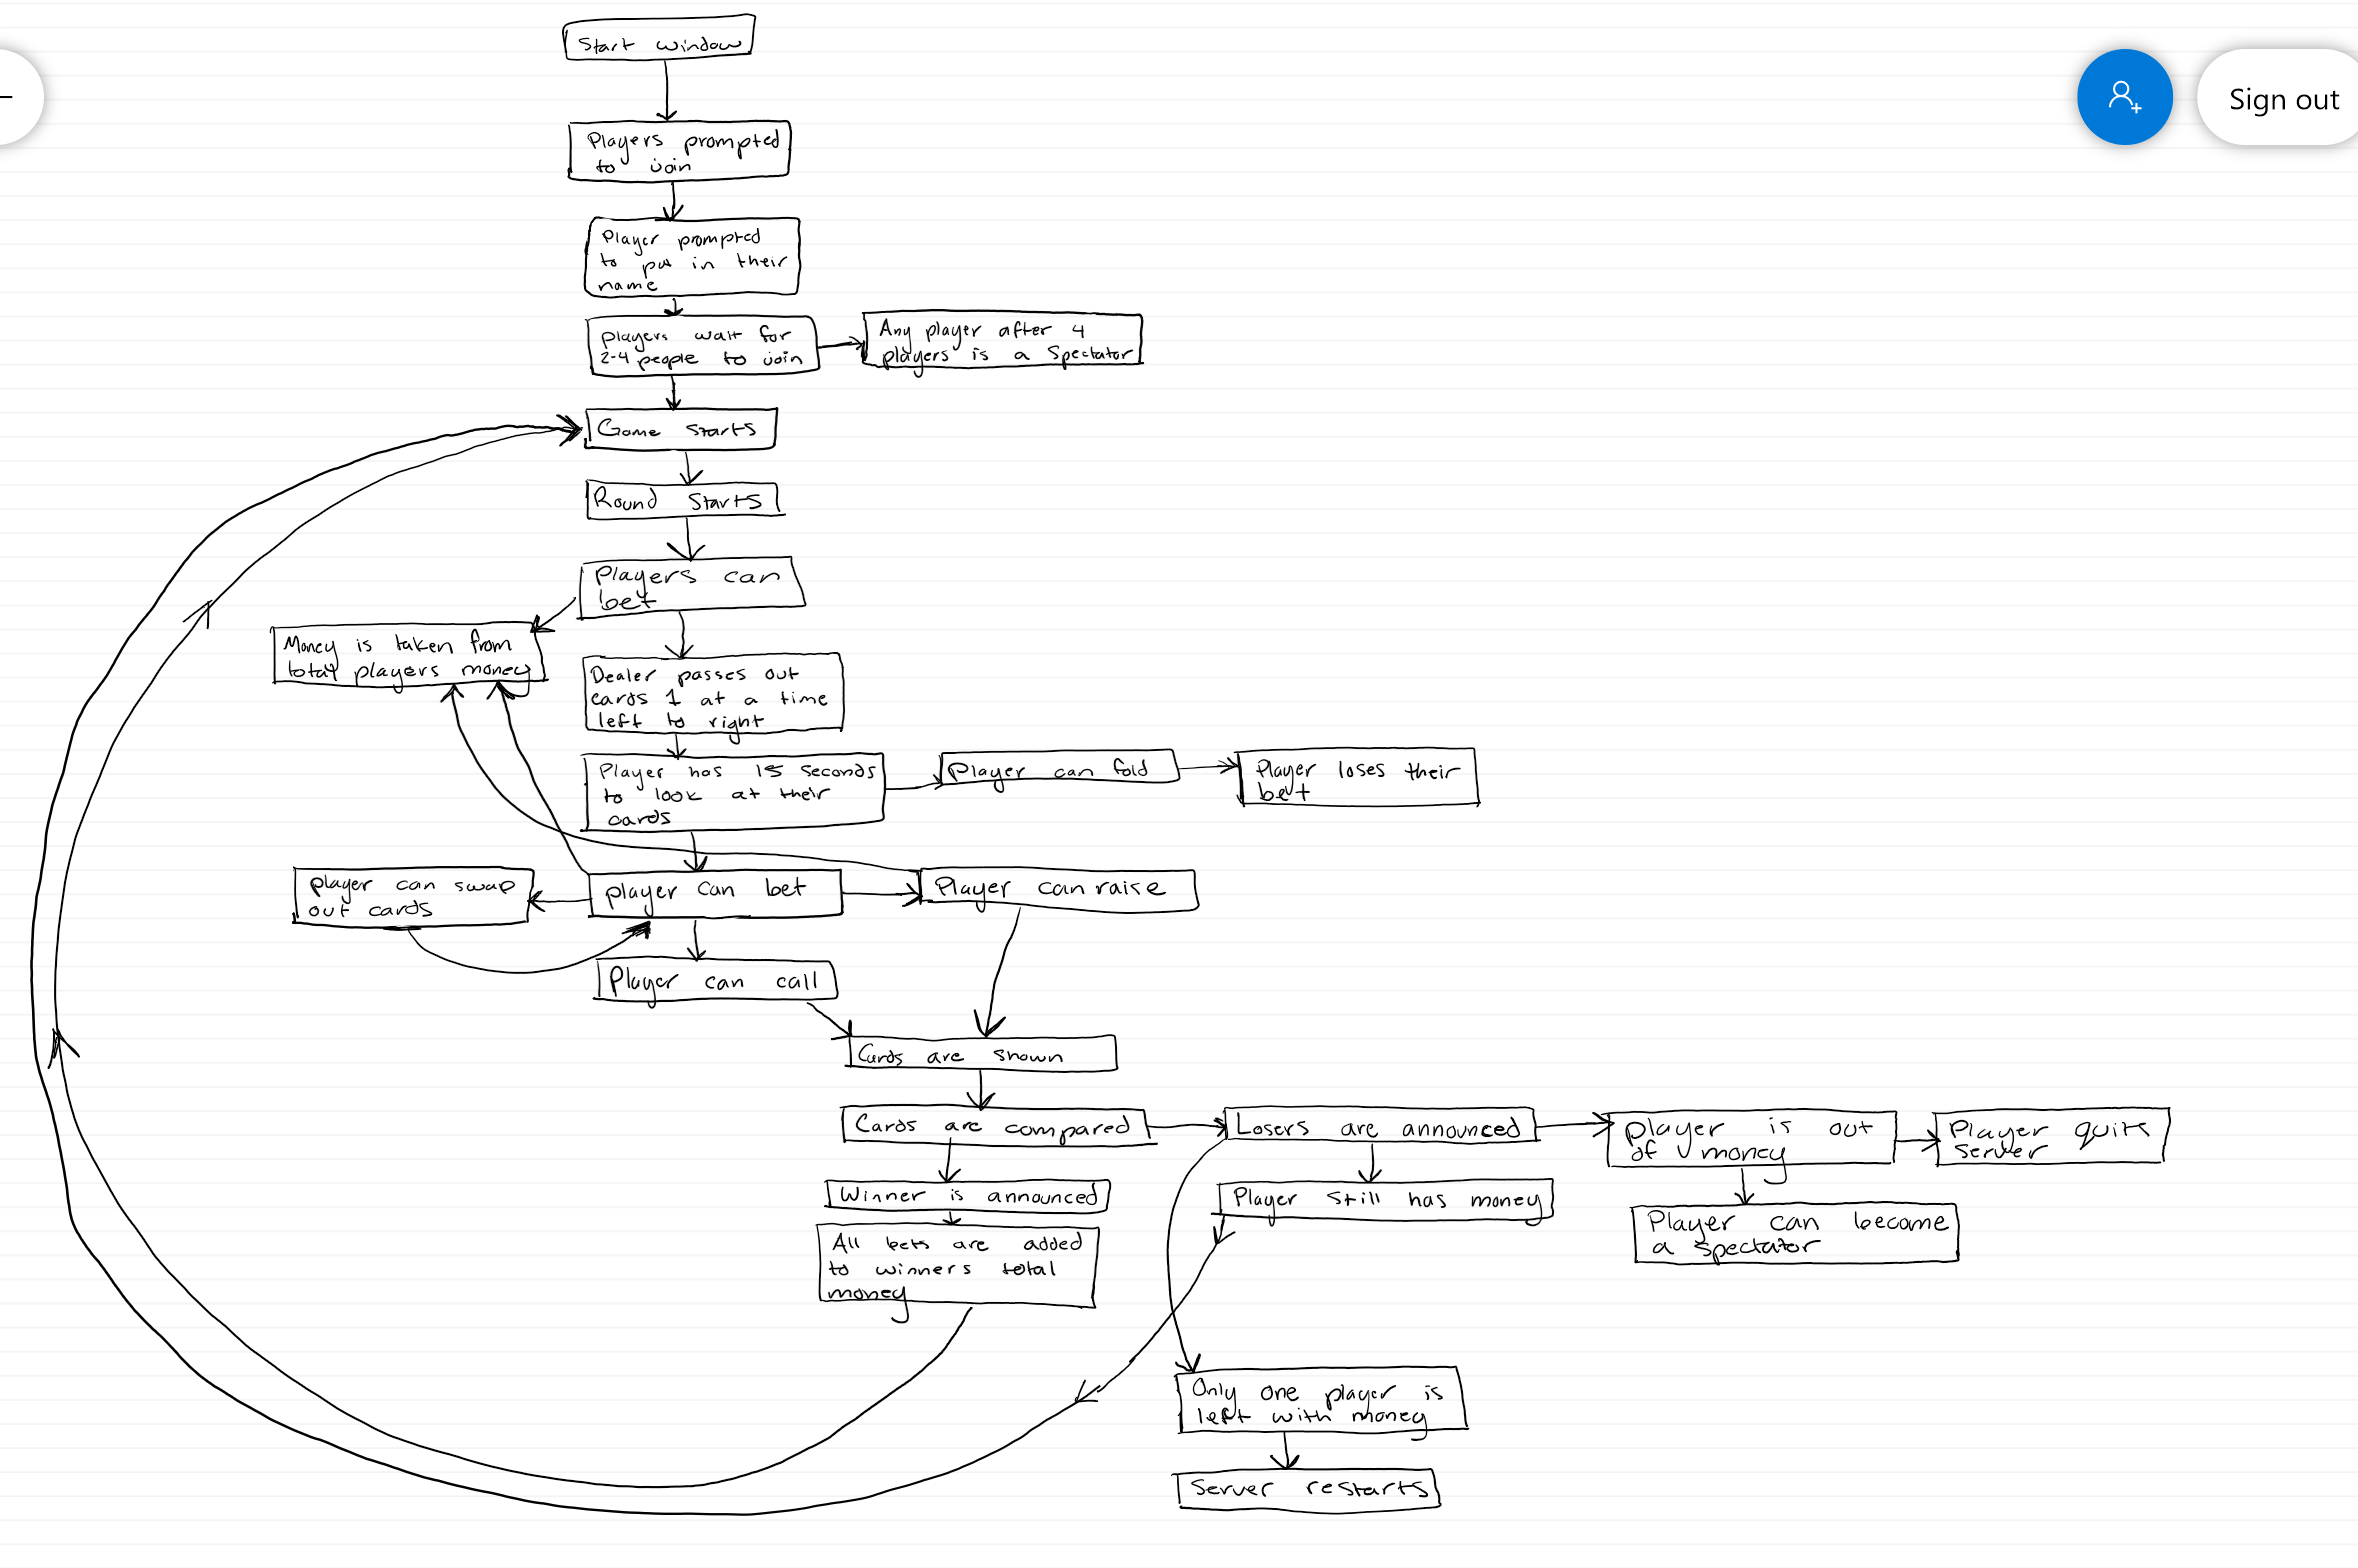 Start window
Sign out
Players prompted
to join
Player prompted
to put in their
name
players wait for
2-4 people to join
Any player after 4
players is a Spectator
Game starts
Round Starts
Players can
bet
Money is taken from
total players money
Dealer passes out
cards 1 at a time
left to right
Player has 15 seconds
to look at their
cards
Player can fold
Player loses their
bet
player can swap
out cards
player can bet
Player can raise
Player can call
Cards are shown
Cards are compared
Losers are announced
player is out
of money
Player quits
server
Winner is announced
Player still has money
All bets are added
to winners total
money
Player can become
a spectator
Only one player is
left with money
Server restarts